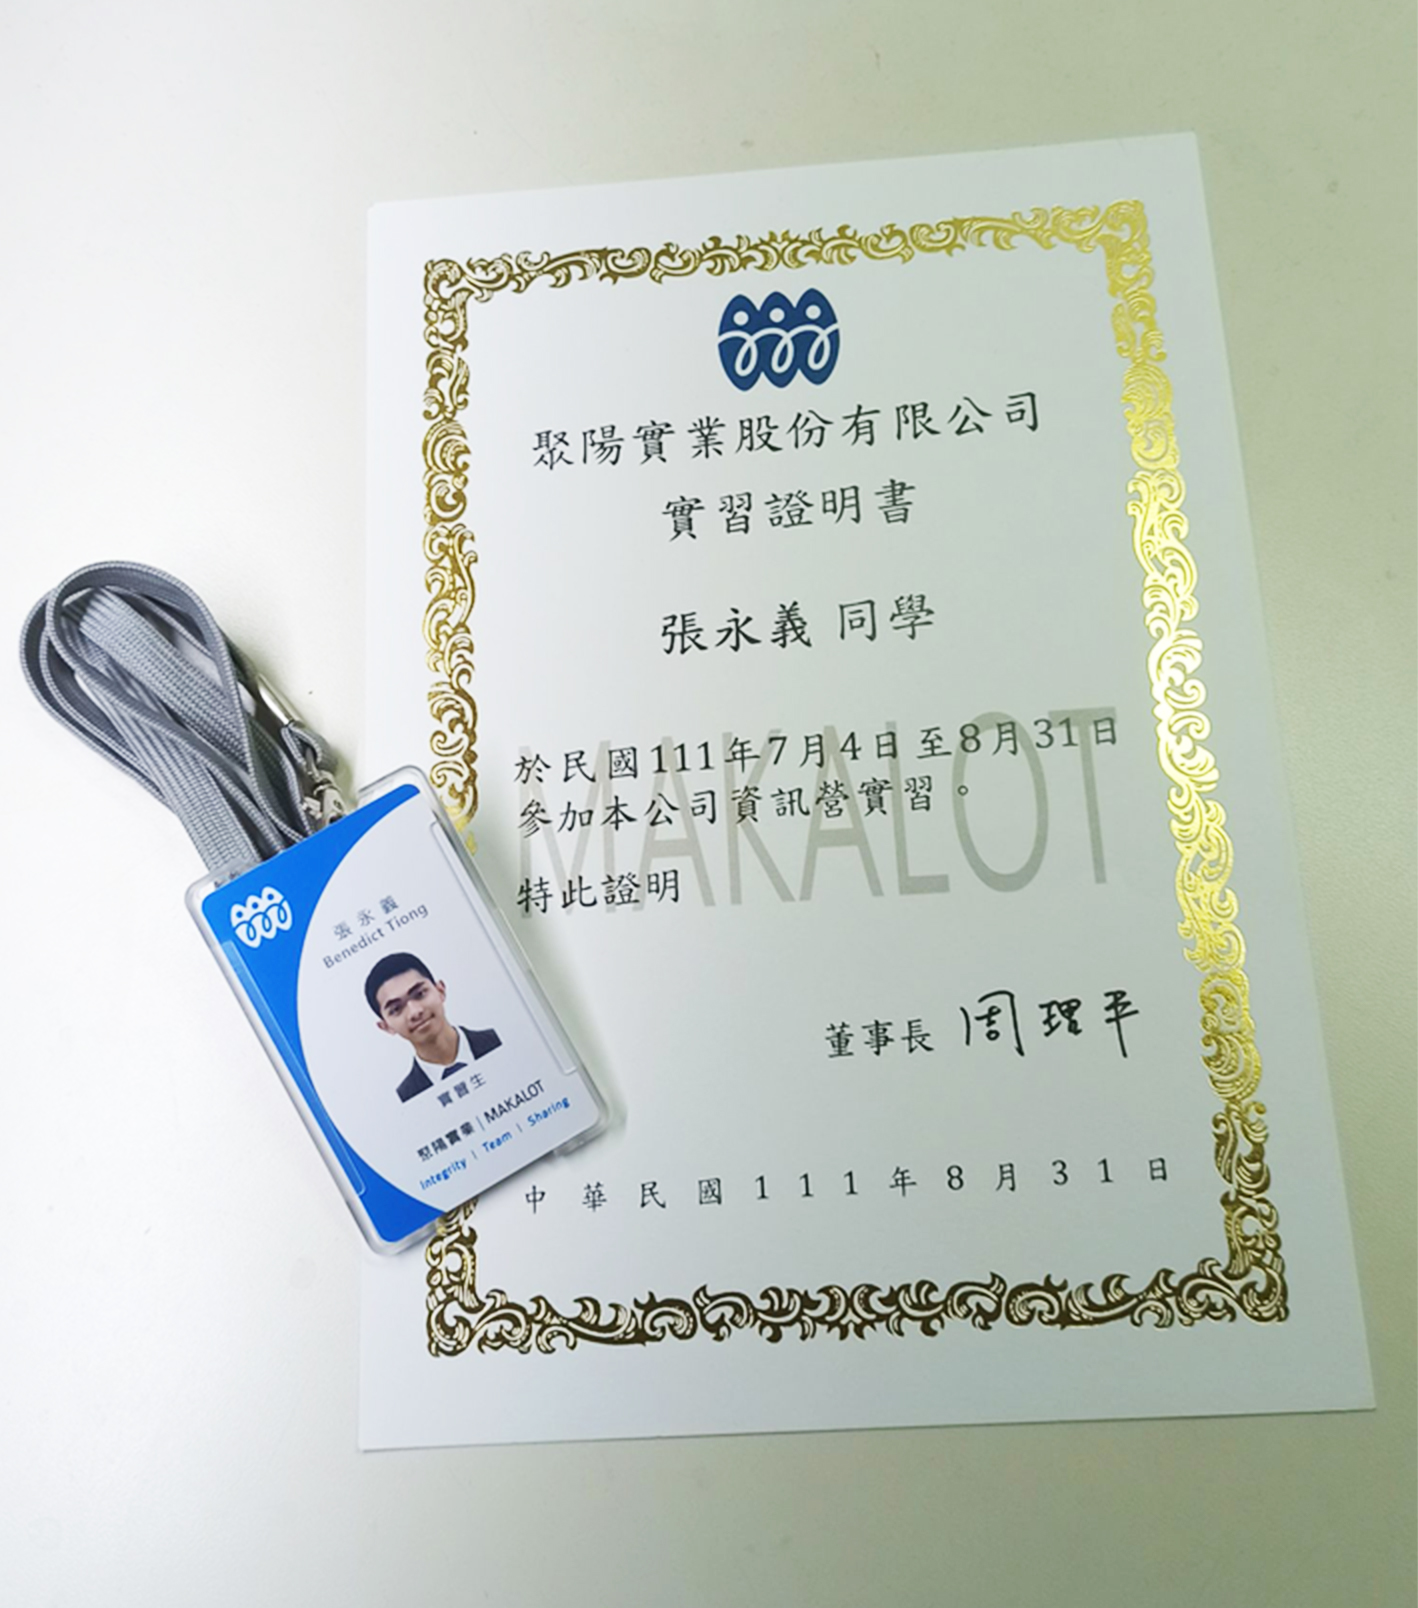 聚陽實業股份有限公司
實習證明書
張永義 同學
於民國111年7月4日至8月31日
參加本公司資訊營實習。
特此證明
MAKALOT
董事長 周理平
中華民國111年8月31日
張永義
Benedict Tiong
實習生
聚陽實業 | MAKALOT
Integrity | Team | Sharing